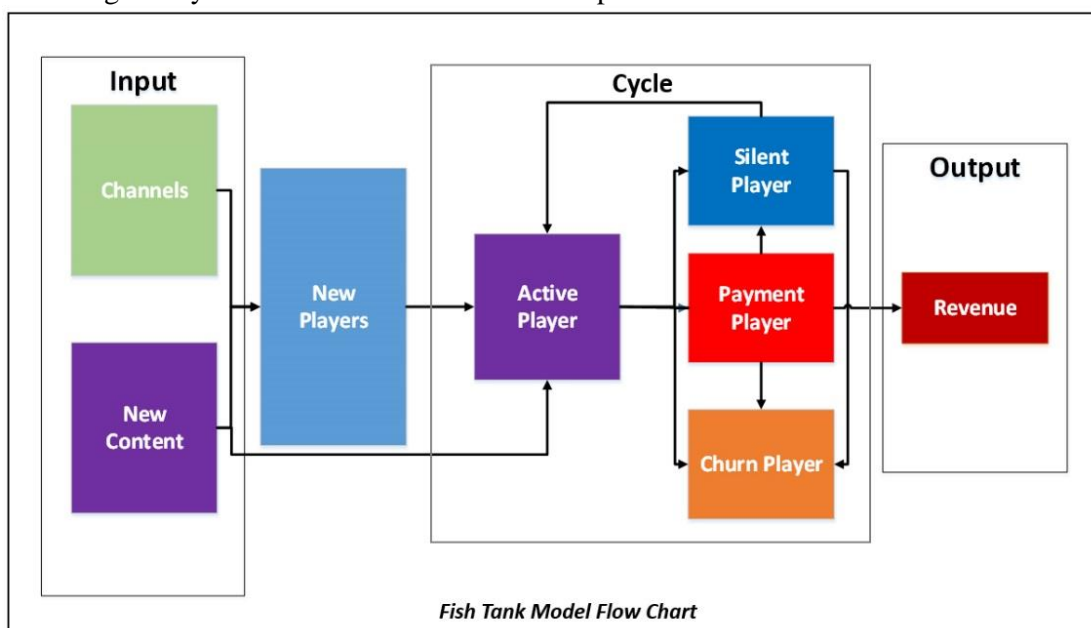 Input
Channels
New
Content
New
Players
Cycle
Active
Player
Silent
Player
Payment
Player
Churn Player
Output
Revenue
Fish Tank Model Flow Chart